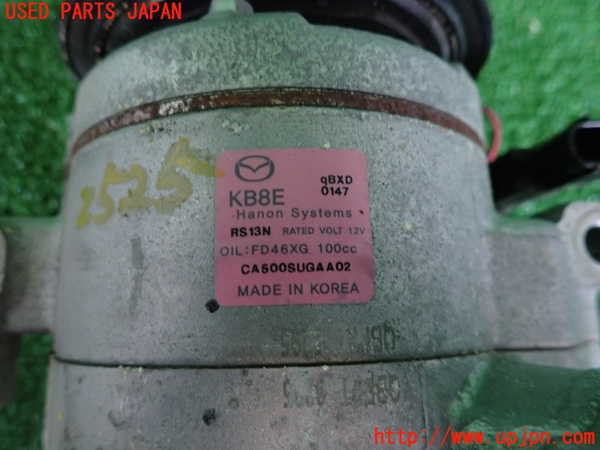 USED PARTS JAPAN
2525
KB8E
qBXD
0147
Hanon Systems
RS13N RATED VOLT 12V
OIL:FD46XG 100cc
CA500SUGAA02
MADE IN KOREA
http://www.upjpn.com